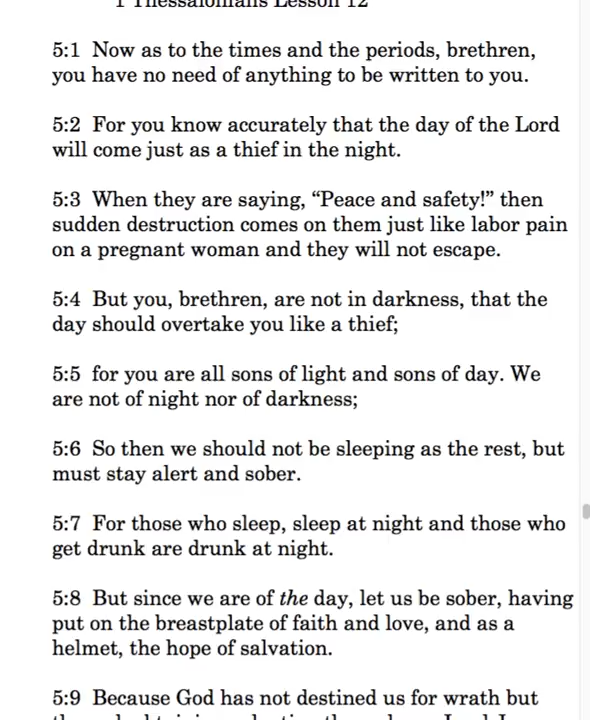 1 Thessalonians Lesson 12
5:1 Now as to the times and the periods, brethren,
you have no need of anything to be written to you.
5:2 For you know accurately that the day of the Lord
will come just as a thief in the night.
5:3 When they are saying, “Peace and safety!” then
sudden destruction comes on them just like labor pain
on a pregnant woman and they will not escape.
5:4 But you, brethren, are not in darkness, that the
day should overtake you like a thief;
5:5 for you are all sons of light and sons of day. We
are not of night nor of darkness;
5:6 So then we should not be sleeping as the rest, but
must stay alert and sober.
5:7 For those who sleep, sleep at night and those who
get drunk are drunk at night.
5:8 But since we are of the day, let us be sober, having
put on the breastplate of faith and love, and as a
helmet, the hope of salvation.
5:9 Because God has not destined us for wrath but